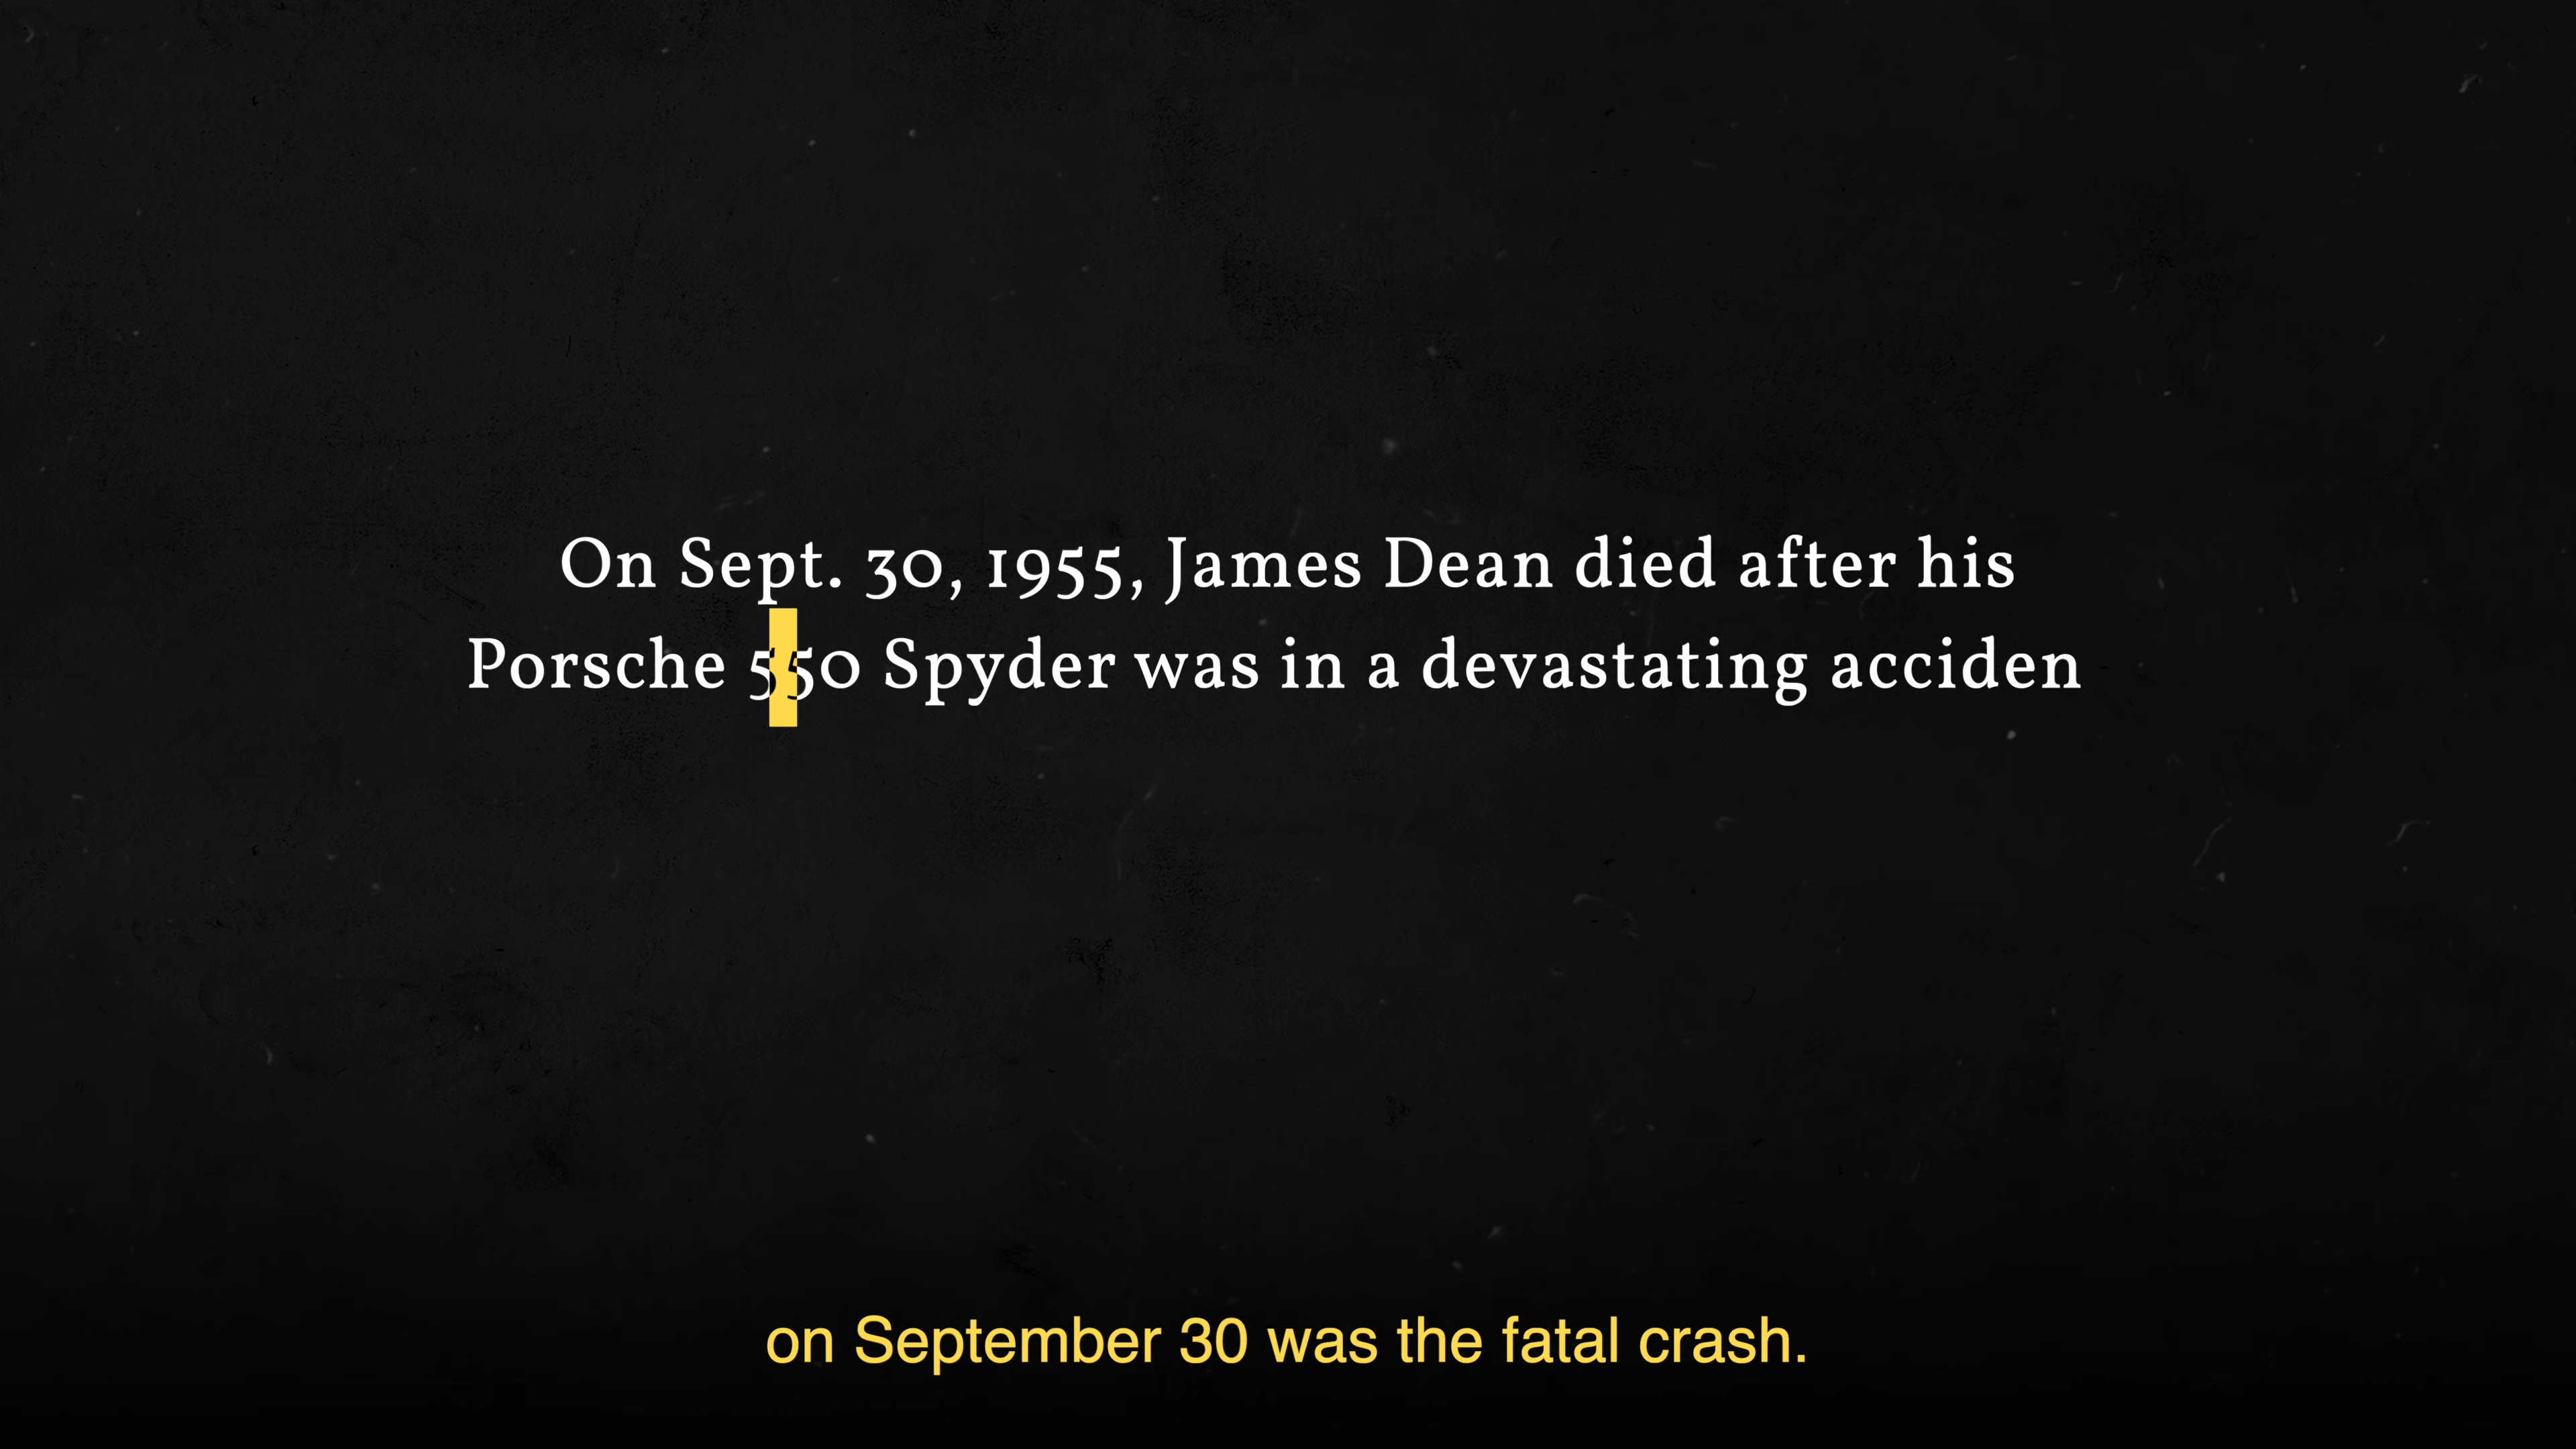 On Sept. 30, 1955, James Dean died after his
Porsche 550 Spyder was in a devastating acciden
on September 30 was the fatal crash.